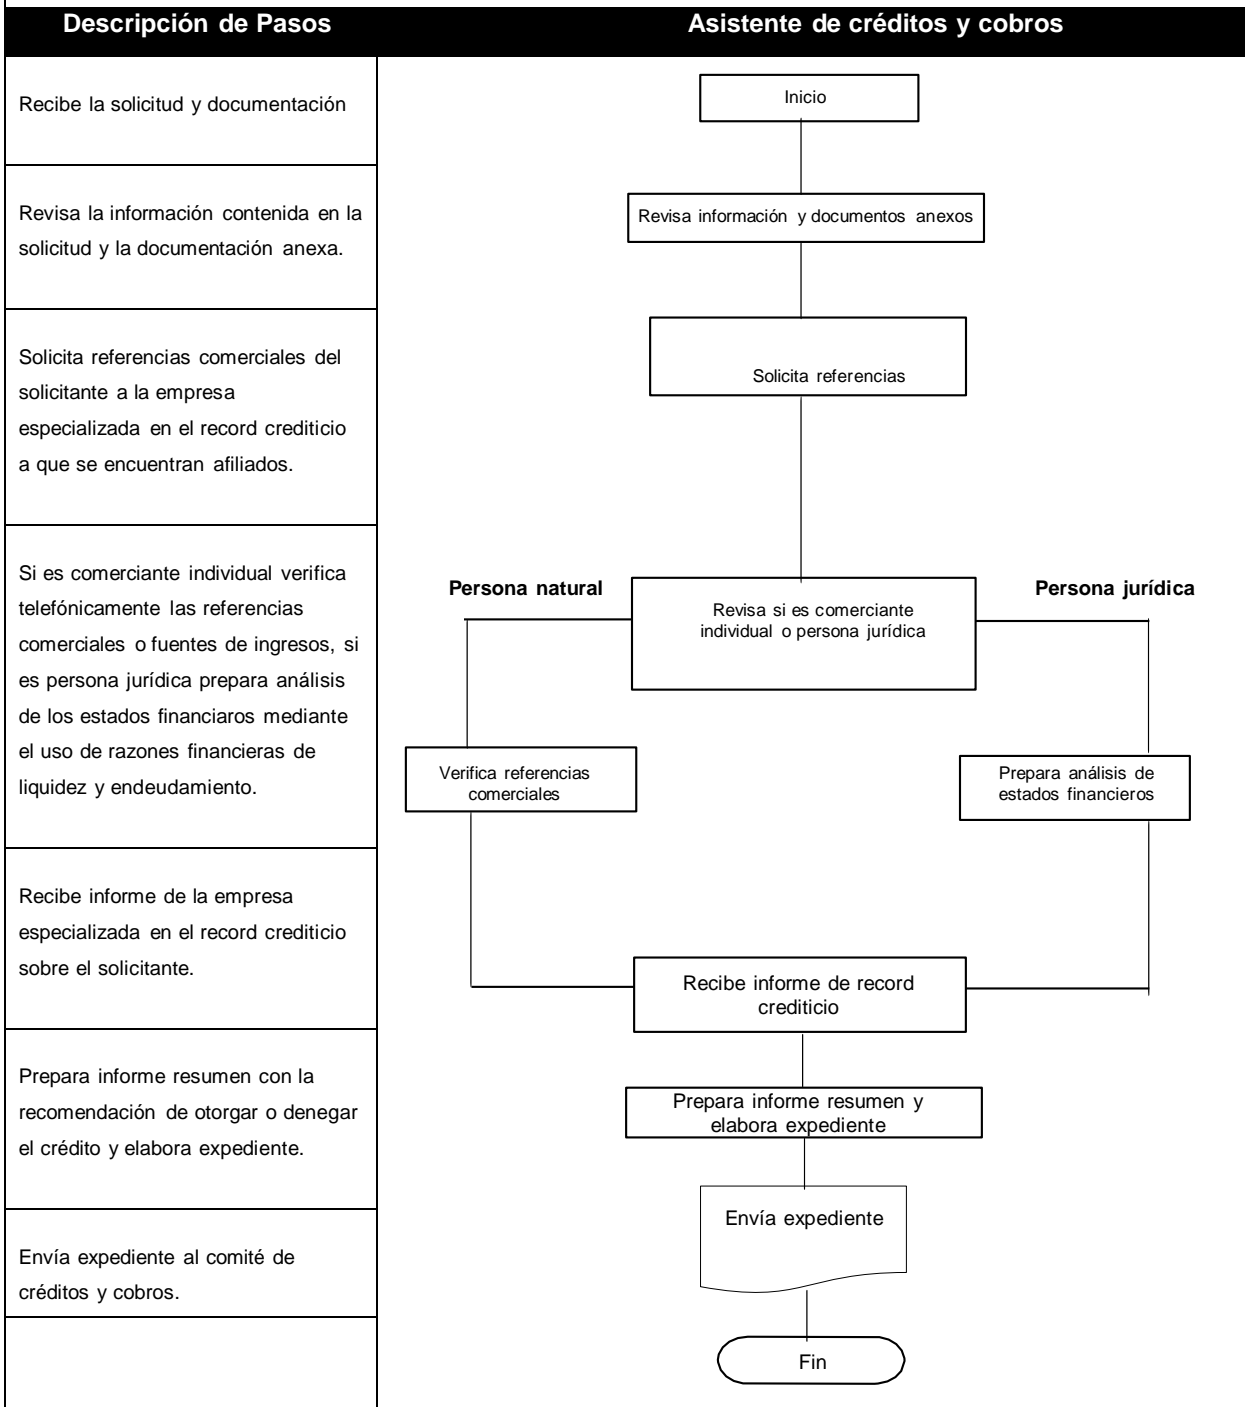 Descripción de Pasos
Asistente de créditos y cobros
Recibe la solicitud y documentación
Inicio
Revisa la información contenida en la
solicitud y la documentación anexa.
Revisa información y documentos anexos
Solicita referencias comerciales del
solicitante a la empresa
especializada en el record crediticio
a que se encuentran afiliados.
Solicita referencias
Si es comerciante individual verifica
telefónicamente las referencias
comerciales o fuentes de ingresos, si
es persona jurídica prepara análisis
de los estados financiaros mediante
el uso de razones financieras de
liquidez y endeudamiento.
Persona natural
Revisa si es comerciante
individual o persona jurídica
Persona jurídica
Verifica referencias
comerciales
Prepara análisis de
estados financieros
Recibe informe de la empresa
especializada en el record crediticio
sobre el solicitante.
Recibe informe de record
crediticio
Prepara informe resumen con la
recomendación de otorgar o denegar
el crédito y elabora expediente.
Prepara informe resumen y
elabora expediente
Envía expediente al comité de
créditos y cobros.
Envía expediente
Fin